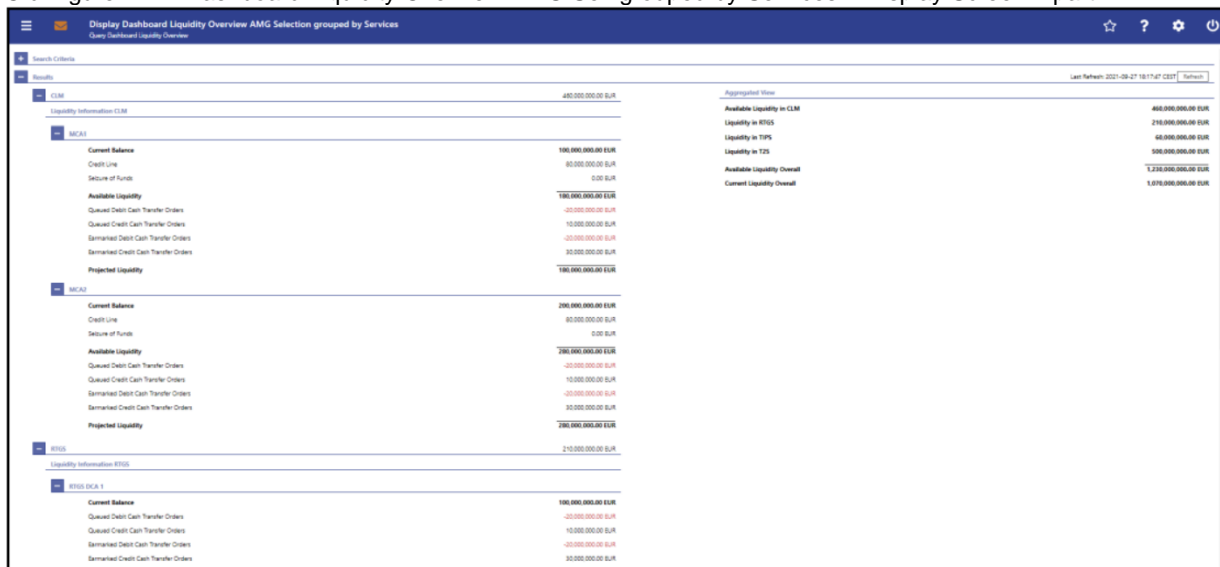 Display Dashboard Liquidity Overview AMG Selection grouped by Services
Query Dashboard Liquidity Overview
Search Criteria
Results
Last Refresh: 2021-08-27 18:17:47 CEST Refresh
CLM 480,000,000.00 EUR
Liquidity Information CLM
MCA1
Current Balance 100,000,000.00 EUR
Credit Line 80,000,000.00 EUR
Seizure of Funds 0.00 EUR
Available Liquidity 180,000,000.00 EUR
Queued Debit Cash Transfer Orders -20,000,000.00 EUR
Queued Credit Cash Transfer Orders 10,000,000.00 EUR
Earmarked Debit Cash Transfer Orders -20,000,000.00 EUR
Earmarked Credit Cash Transfer Orders 30,000,000.00 EUR
Projected Liquidity 180,000,000.00 EUR
MCA2
Current Balance 200,000,000.00 EUR
Credit Line 80,000,000.00 EUR
Seizure of Funds 0.00 EUR
Available Liquidity 280,000,000.00 EUR
Queued Debit Cash Transfer Orders -20,000,000.00 EUR
Queued Credit Cash Transfer Orders 10,000,000.00 EUR
Earmarked Debit Cash Transfer Orders -20,000,000.00 EUR
Earmarked Credit Cash Transfer Orders 30,000,000.00 EUR
Projected Liquidity 280,000,000.00 EUR
RTGS 210,000,000.00 EUR
Liquidity Information RTGS
RTGS DCA 1
Current Balance 100,000,000.00 EUR
Queued Debit Cash Transfer Orders -20,000,000.00 EUR
Queued Credit Cash Transfer Orders 10,000,000.00 EUR
Earmarked Debit Cash Transfer Orders -20,000,000.00 EUR
Earmarked Credit Cash Transfer Orders 30,000,000.00 EUR
Aggregated View
Available Liquidity in CLM 460,000,000.00 EUR
Liquidity in RTGS 210,000,000.00 EUR
Liquidity in TIPS 60,000,000.00 EUR
Liquidity in T2S 500,000,000.00 EUR
Available Liquidity Overall 1,230,000,000.00 EUR
Current Liquidity Overall 1,070,000,000.00 EUR